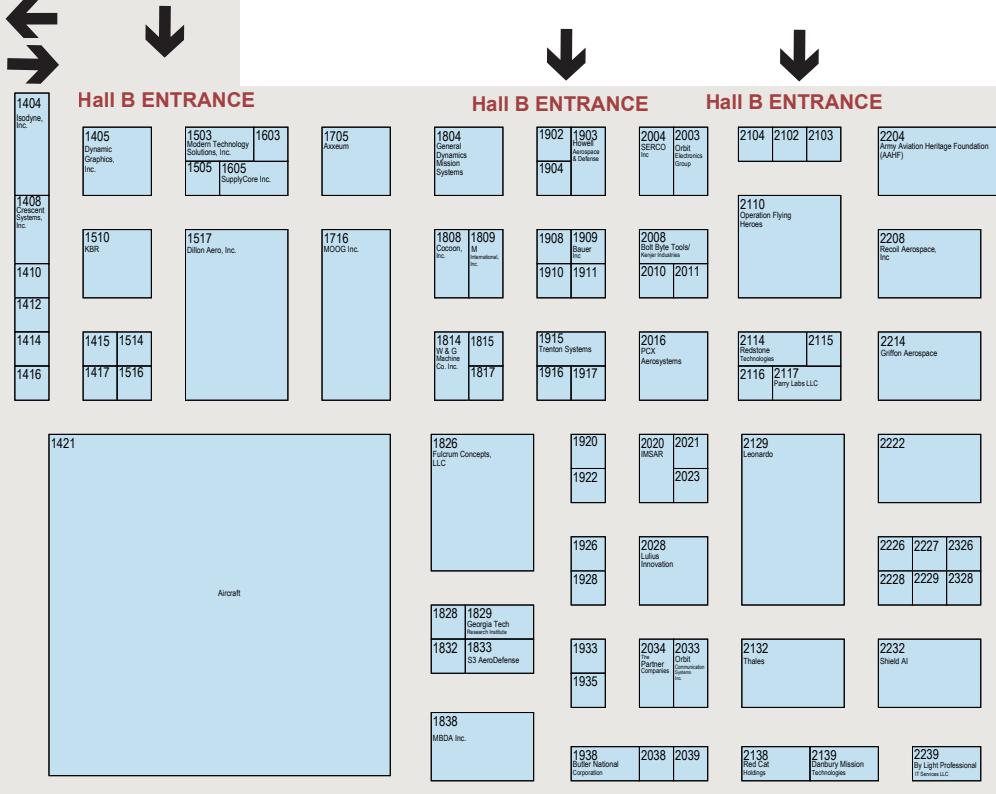 Hall B ENTRANCE
Hall B ENTRANCE
Hall B ENTRANCE
1404
Isodyne,
Inc.
1405
Dynamic
Graphics,
Inc.
1503
Modern Technology
Solutions, Inc.
1603
1505
1605
SupplyCore Inc.
1705
Axxeum
1804
General
Dynamics
Mission
Systems
1902
1903
Howell
Aerospace
& Defense
1904
2004
SERCO
Inc
2003
Orbit
Electronics
Group
2104
2102
2103
2204
Army Aviation Heritage Foundation
(AAHF)
1408
Crescent
Systems,
Inc.
2110
Operation Flying
Heroes
1510
KBR
1517
Dillon Aero, Inc.
1716
MOOG Inc.
1808
Cocoon,
Inc.
1809
M
International,
Inc.
1908
1909
Bauer
Inc
1910
1911
2008
Bolt Byte Tools/
Kenjer Industries
2010
2011
2208
Recoil Aerospace,
Inc
1410
1412
1414
1416
1415
1514
1417
1516
1814
W & G
Machine
Co. Inc.
1815
1817
1915
Trenton Systems
1916
1917
2016
PCX
Aerosystems
2114
Redstone
Technologies
2115
2116
2117
Parry Labs LLC
2214
Griffon Aerospace
1421
Aircraft
1826
Fulcrum Concepts,
LLC
1920
1922
2020
IMSAR
2021
2023
2129
Leonardo
2222
1926
1928
2028
Lulius
Innovation
2226
2227
2326
2228
2229
2328
1828
1829
Georgia Tech
Research Institute
1832
1833
S3 AeroDefense
1933
1935
2034
The
Partner
Companies
2033
Orbit
Communication
Systems
Inc.
2132
Thales
2232
Shield AI
1838
MBDA Inc.
1938
Butler National
Corporation
2038
2039
2138
Red Cat
Holdings
2139
Danbury Mission
Technologies
2239
By Light Professional
IT Services LLC